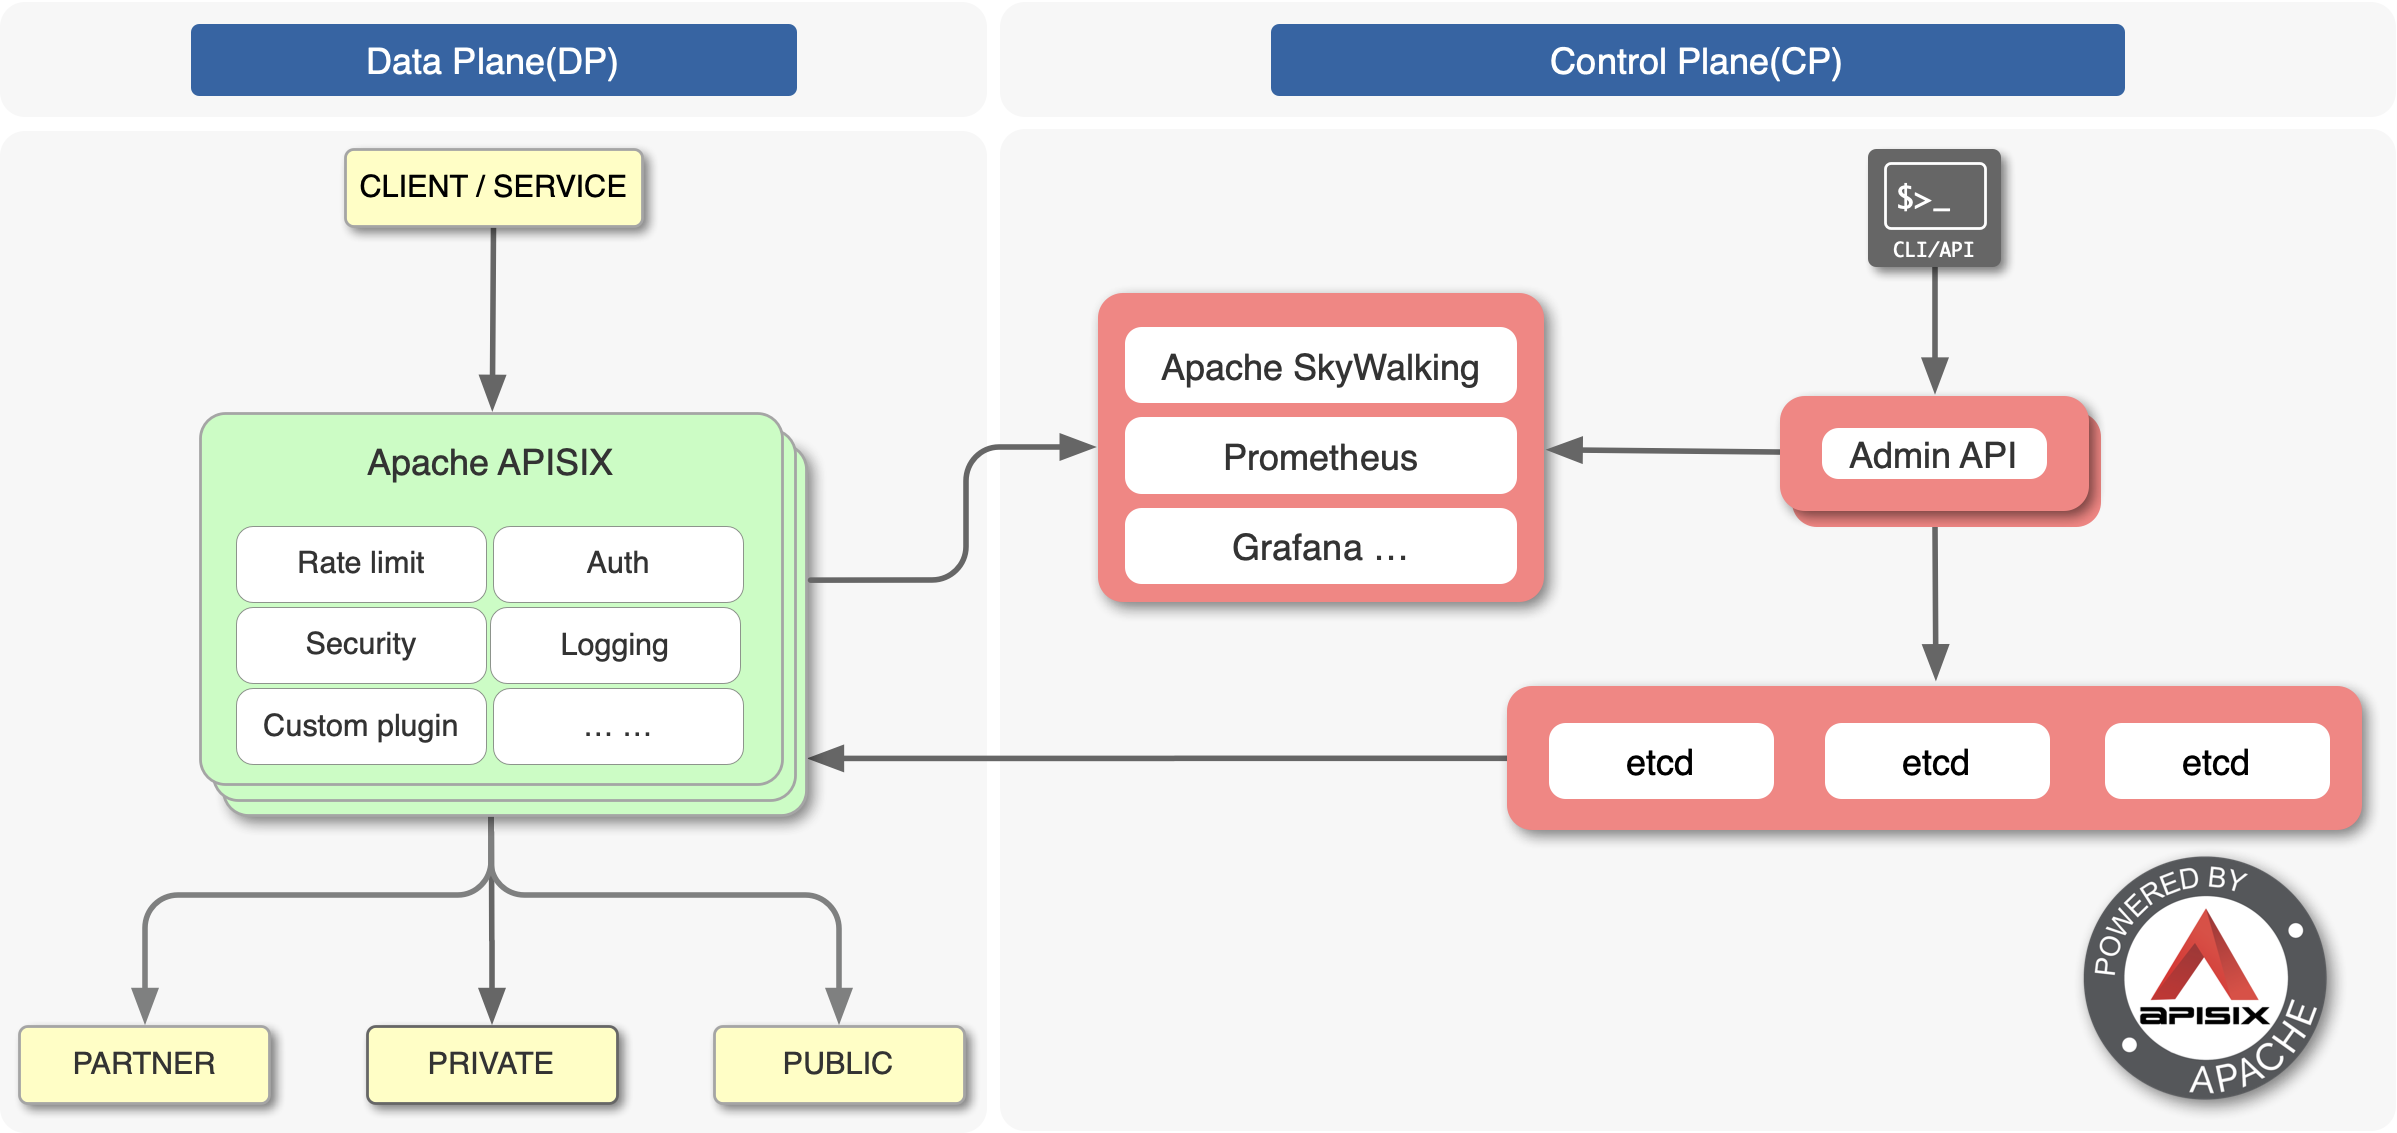 Data Plane(DP)
Control Plane(CP)
CLIENT / SERVICE
Apache APISIX
Rate limit
Auth
Security
Logging
Custom plugin
... ...
PARTNER
PRIVATE
PUBLIC
$>_
CLI/API
Apache SkyWalking
Prometheus
Grafana ...
Admin API
etcd
etcd
etcd
POWERED BY
APISIX
APACHE